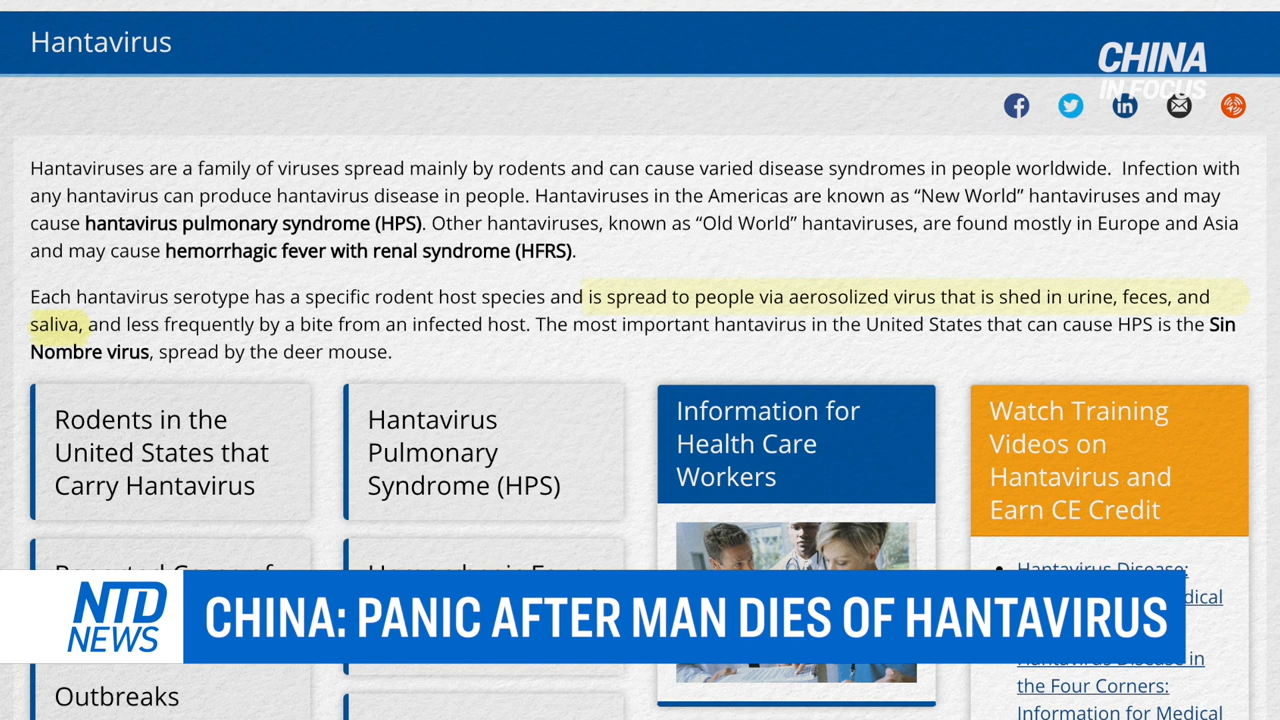 Hantavirus
CHINA
IN FOCUS
Hantaviruses are a family of viruses spread mainly by rodents and can cause varied disease syndromes in people worldwide.  Infection with
any hantavirus can produce hantavirus disease in people. Hantaviruses in the Americas are known as “New World” hantaviruses and may
cause hantavirus pulmonary syndrome (HPS). Other hantaviruses, known as “Old World” hantaviruses, are found mostly in Europe and Asia
and may cause hemorrhagic fever with renal syndrome (HFRS).
Each hantavirus serotype has a specific rodent host species and is spread to people via aerosolized virus that is shed in urine, feces, and
saliva, and less frequently by a bite from an infected host. The most important hantavirus in the United States that can cause HPS is the Sin
Nombre virus, spread by the deer mouse.
Rodents in the
United States that
Carry Hantavirus
Hantavirus
Pulmonary
Syndrome (HPS)
Information for
Health Care
Workers
Watch Training
Videos on
Hantavirus and
Earn CE Credit
Hantavirus Disease:
NTD
NEWS
CHINA: PANIC AFTER MAN DIES OF HANTAVIRUS
Outbreaks
Hantavirus Disease in
the Four Corners:
Information for Medical